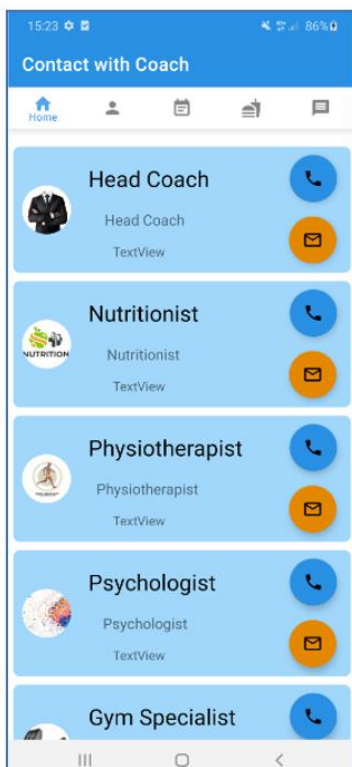 15:23 86%
Contact with Coach
Home
Head Coach
Head Coach
TextView
Nutritionist
NUTRITION
Nutritionist
TextView
Physiotherapist
Physiotherapist
TextView
Psychologist
Psychologist
TextView
Gym Specialist